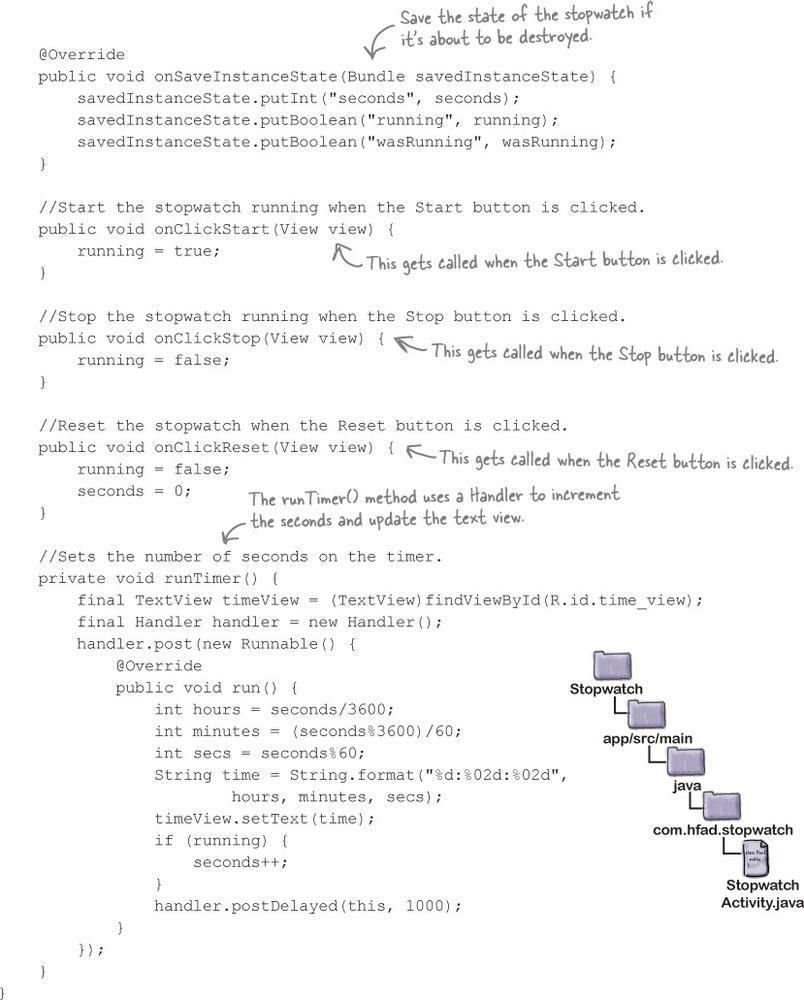 Save the state of the stopwatch if
it's about to be destroyed.
@Override
public void onSaveInstanceState(Bundle savedInstanceState) {
savedInstanceState.putInt("seconds", seconds);
savedInstanceState.putBoolean("running", running);
savedInstanceState.putBoolean("wasRunning", wasRunning);
}
//Start the stopwatch running when the Start button is clicked.
public void onClickStart(View view) {
running = true;
This gets called when the Start button is clicked.
}
//Stop the stopwatch running when the Stop button is clicked.
public void onClickStop(View view) {
This gets called when the Stop button is clicked.
running = false;
}
//Reset the stopwatch when the Reset button is clicked.
public void onClickReset(View view) {
This gets called when the Reset button is clicked.
running = false;
seconds = 0;
}
The runTimer() method uses a Handler to increment
the seconds and update the text view.
//Sets the number of seconds on the timer.
private void runTimer() {
final TextView timeView = (TextView)findViewById(R.id.time_view);
final Handler handler = new Handler();
handler.post(new Runnable() {
@Override
public void run() {
int hours = seconds/3600;
int minutes = (seconds%3600)/60;
int secs = seconds%60;
String time = String.format("%d:%02d:%02d",
hours, minutes, secs);
timeView.setText(time);
if (running) {
seconds++;
}
handler.postDelayed(this, 1000);
}
});
}
}
Stopwatch
app/src/main
java
com.hfad.stopwatch
Stopwatch
Activity.java